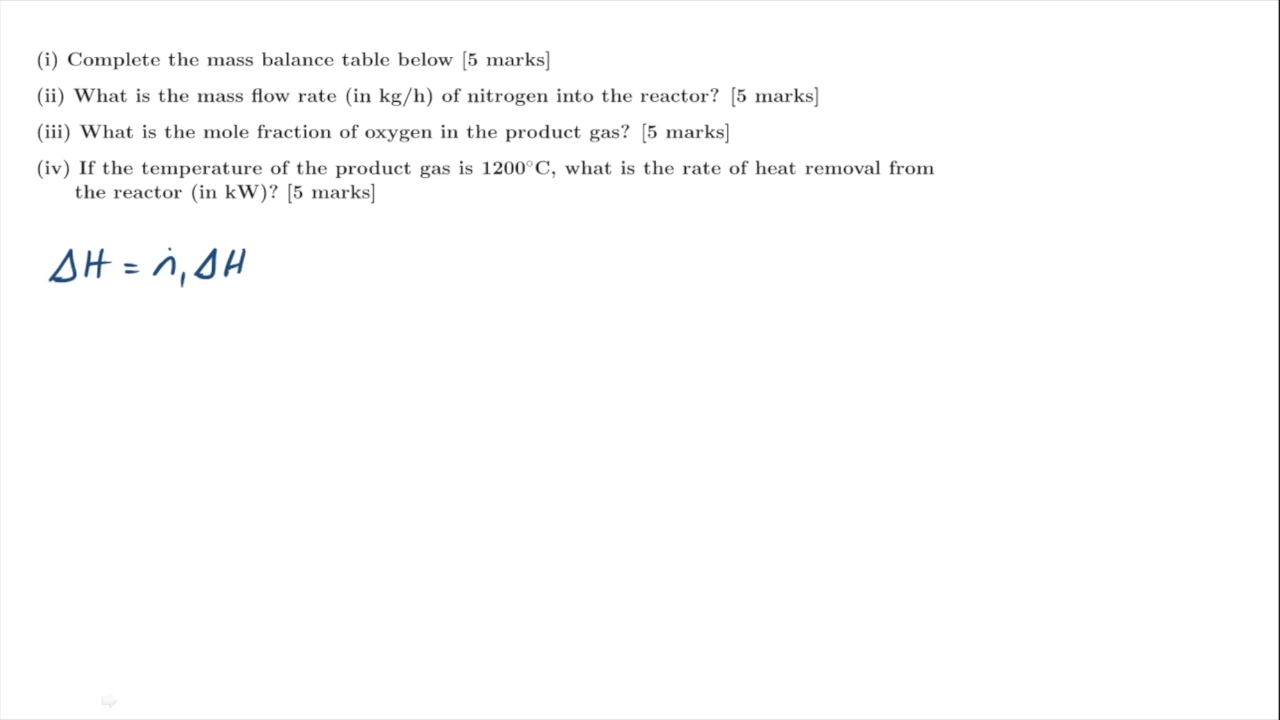 (i) Complete the mass balance table below [5 marks]
(ii) What is the mass flow rate (in kg/h) of nitrogen into the reactor? [5 marks]
(iii) What is the mole fraction of oxygen in the product gas? [5 marks]
(iv) If the temperature of the product gas is 1200°C, what is the rate of heat removal from
the reactor (in kW)? [5 marks]
ΔH = ṅ₁ ΔH